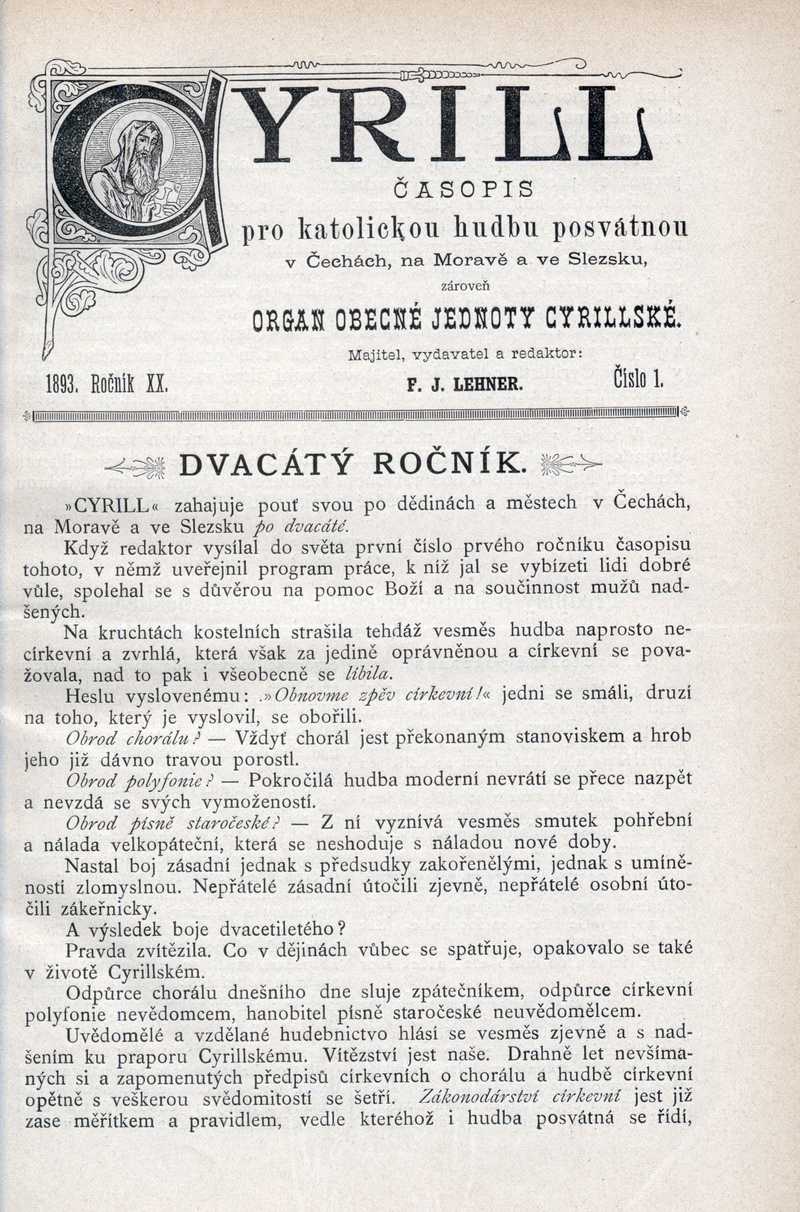 CYRILL
ČASOPIS
pro katolickou hudbu posvátnou
v Čechách, na Moravě a ve Slezsku,
zároveň
ORGAN OBECNÉ JEDNOTY CYRILLSKÉ.
Majitel, vydavatel a redaktor:
1893. Ročník XX. F. J. LEHNER. Číslo 1.
DVACÁTÝ ROČNÍK.
»CYRILL« zahajuje pouť svou po dědinách a městech v Čechách,
na Moravě a ve Slezsku po dvacáté.
Když redaktor vysílal do světa první číslo prvého ročníku časopisu
tohoto, v němž uveřejnil program práce, k níž jal se vybízeti lidi dobré
vůle, spoléhal se s důvěrou na pomoc Boží a na součinnost mužů nad-
šených.
Na kruchtách kostelních strašila tehdáž vesměs hudba naprosto ne-
církevní a zvrhlá, která však za jedině oprávněnou a církevní se pova-
žovala, nad to pak i všeobecně se líbila.
Heslu vyslovenému: .»Obnovme zpěv církevní!« jedni se smáli, druzí
na toho, který je vyslovil, se obořili.
Obrod chorálu? — Vždyť chorál jest překonaným stanoviskem a hrob
jeho již dávno travou porostl.
Obrod polyfonie? — Pokročilá hudba moderní nevrátí se přece nazpět
a nevzdá se svých vymožeností.
Obrod písně staročeské? — Z ní vyznívá vesměs smutek pohřební
a nálada velkopáteční, která se neshoduje s náladou nové doby.
Nastal boj zásadní jednak s předsudky zakořenělými, jednak s umíně-
ností zlomyslnou. Nepřátelé zásadní útočili zjevně, nepřátelé osobní úto-
čili zákeřnicky.
A výsledek boje dvacetiletého?
Pravda zvítězila. Co v dějinách vůbec se spatřuje, opakovalo se také
v životě Cyrillském.
Odpůrce chorálu dnešního dne sluje zpátečníkem, odpůrce církevní
polyfonie nevědomcem, hanobitel písně staročeské neuvědomělcem.
Uvědomělé a vzdělané hudebnictvo hlásí se vesměs zjevně a s nad-
šením ku praporu Cyrillskému. Vítězství jest naše. Drahně let nevšíma-
ných si a zapomenutých předpisů církevních o chorálu a hudbě církevní
opětně s veškerou svědomitostí se šetří. Zákonodárství církevní jest již
zase měřítkem a pravidlem, vedle kteréhož i hudba posvátná se řídí,